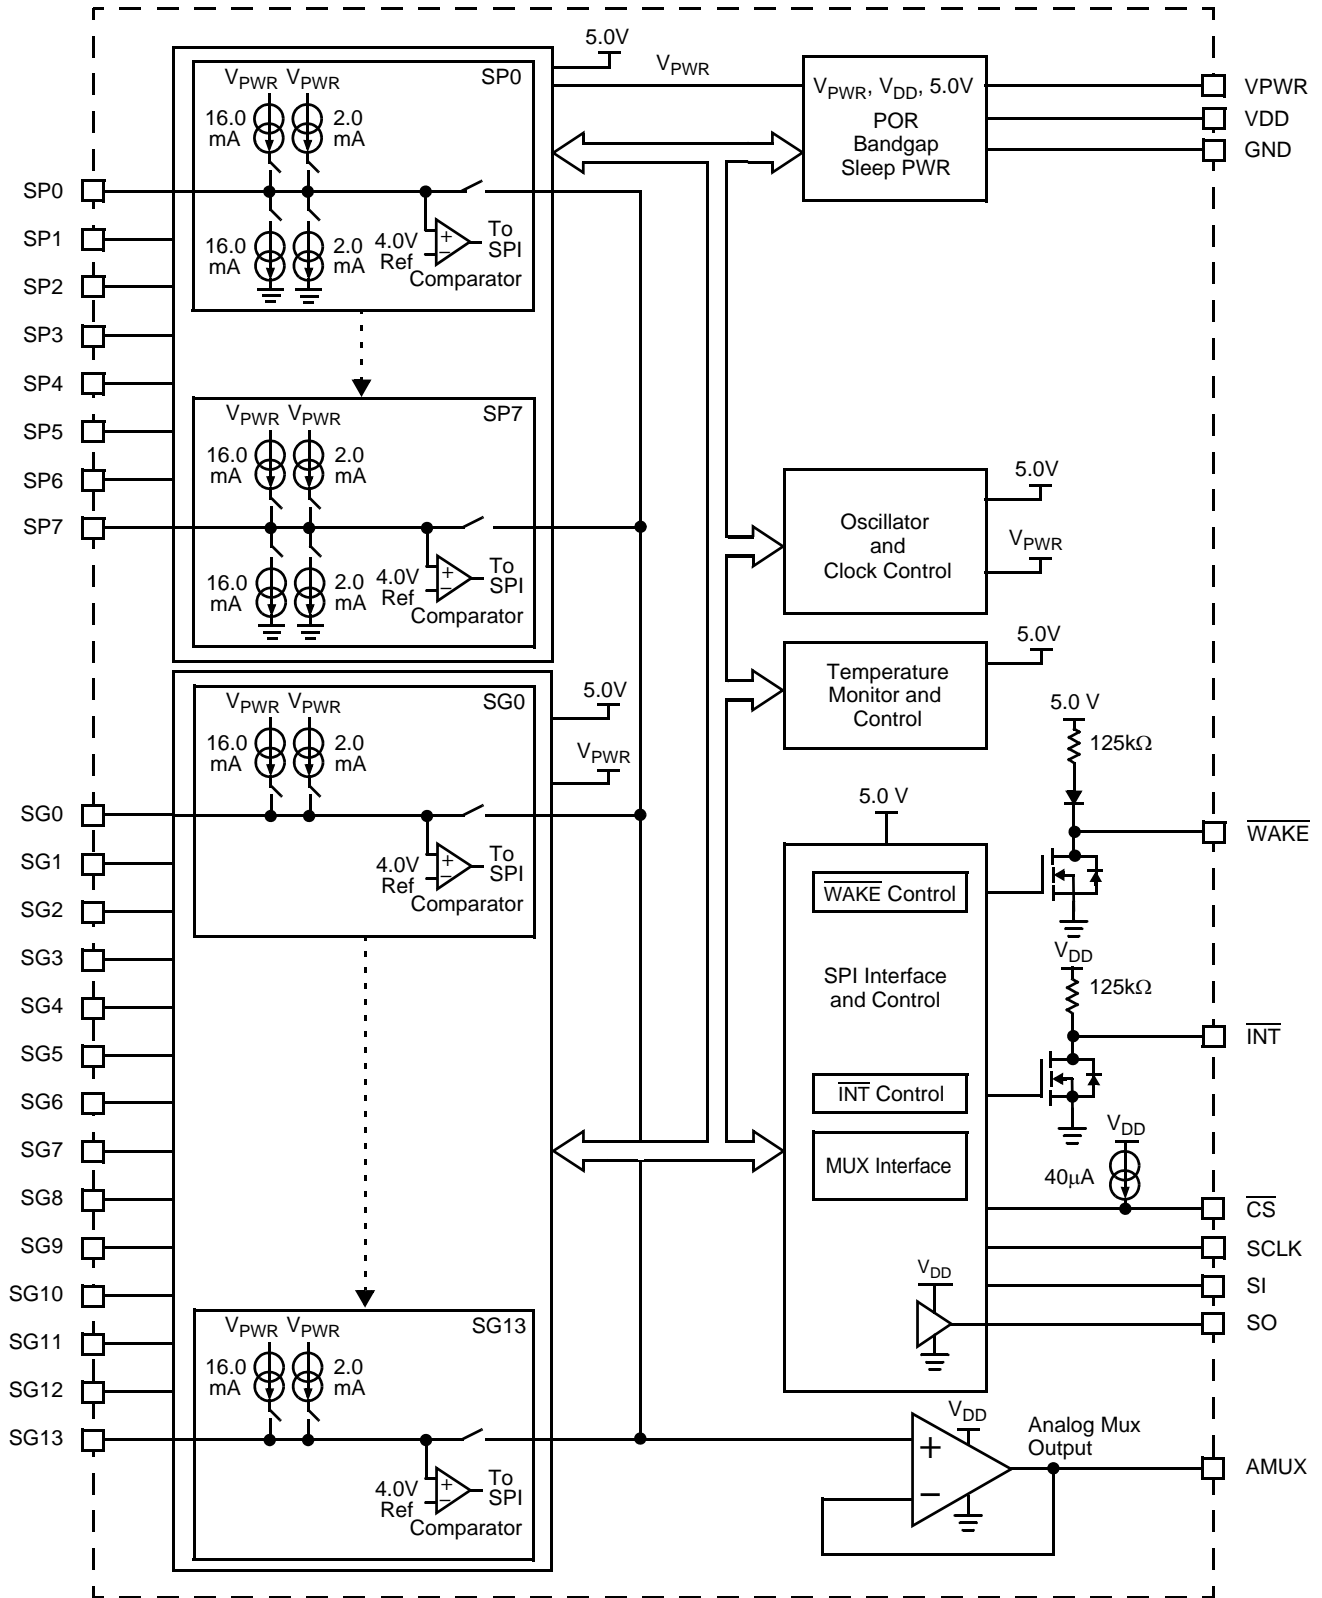 5.0V
VPWR
SP0
VPWR VPWR
16.0 mA
2.0 mA
16.0 mA
2.0 mA
4.0V Ref
+
−
To SPI
Comparator
SP0
SP1
SP2
SP3
SP4
SP5
SP6
SP7
SP7
VPWR VPWR
16.0 mA
2.0 mA
16.0 mA
2.0 mA
4.0V Ref
+
−
To SPI
Comparator
SG0
VPWR VPWR
16.0 mA
2.0 mA
4.0V Ref
+
−
To SPI
Comparator
5.0V
VPWR
SG0
SG1
SG2
SG3
SG4
SG5
SG6
SG7
SG8
SG9
SG10
SG11
SG12
SG13
SG13
VPWR VPWR
16.0 mA
2.0 mA
4.0V Ref
+
−
To SPI
Comparator
VPWR, VDD, 5.0V
POR
Bandgap
Sleep PWR
VPWR
VDD
GND
Oscillator
and
Clock Control
5.0V
VPWR
Temperature
Monitor and
Control
5.0V
5.0 V
125kΩ
WAKE
5.0 V
WAKE Control
SPI Interface
and Control
INT Control
MUX Interface
VDD
VDD
125kΩ
INT
VDD
40μA
CS
SCLK
SI
SO
VDD
+
−
Analog Mux
Output
AMUX